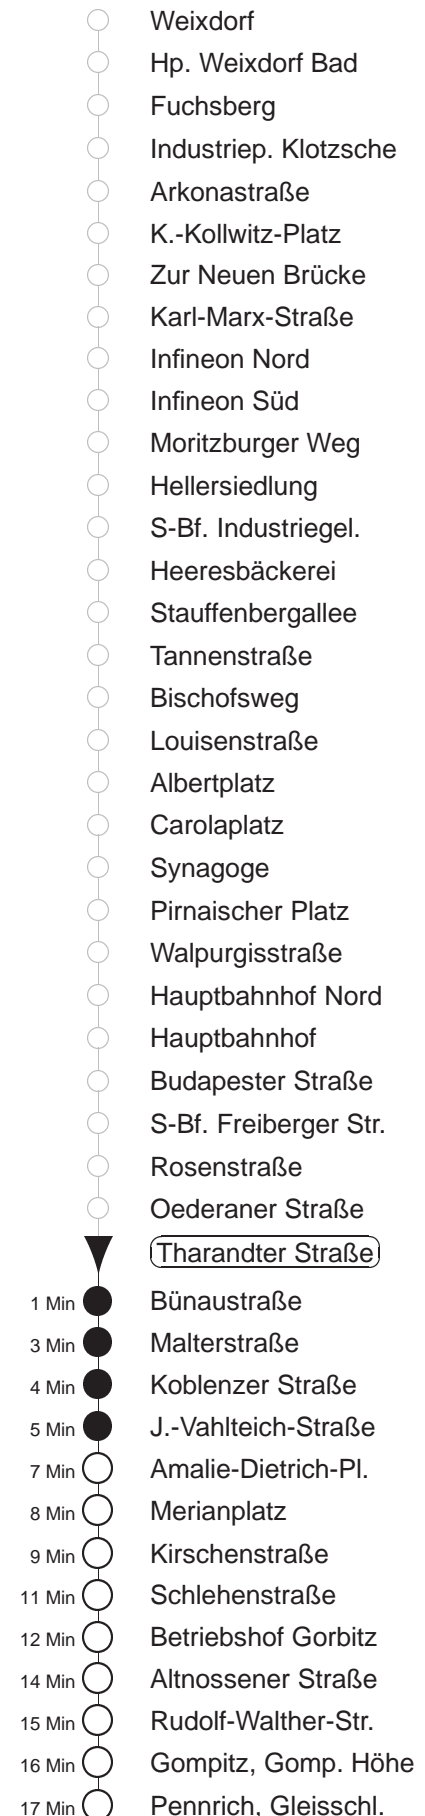 Weixdorf
Hp. Weixdorf Bad
Fuchsberg
Industriep. Klotzsche
Arkonastraße
K.-Kollwitz-Platz
Zur Neuen Brücke
Karl-Marx-Straße
Infineon Nord
Infineon Süd
Moritzburger Weg
Hellersiedlung
S-Bf. Industriegel.
Heeresbäckerei
Stauffenbergallee
Tannenstraße
Bischofsweg
Louisenstraße
Albertplatz
Carolaplatz
Synagoge
Pirnaischer Platz
Walpurgisstraße
Hauptbahnhof Nord
Hauptbahnhof
Budapester Straße
S-Bf. Freiberger Str.
Rosenstraße
Oederaner Straße
Tharandter Straße
1 Min Bünaustraße
3 Min Malterstraße
4 Min Koblenzer Straße
5 Min J.-Vahlteich-Straße
7 Min Amalie-Dietrich-Pl.
8 Min Merianplatz
9 Min Kirschenstraße
11 Min Schlehenstraße
12 Min Betriebshof Gorbitz
14 Min Altnossener Straße
15 Min Rudolf-Walther-Str.
16 Min Gompitz, Gomp. Höhe
17 Min Pennrich, Gleisschl.